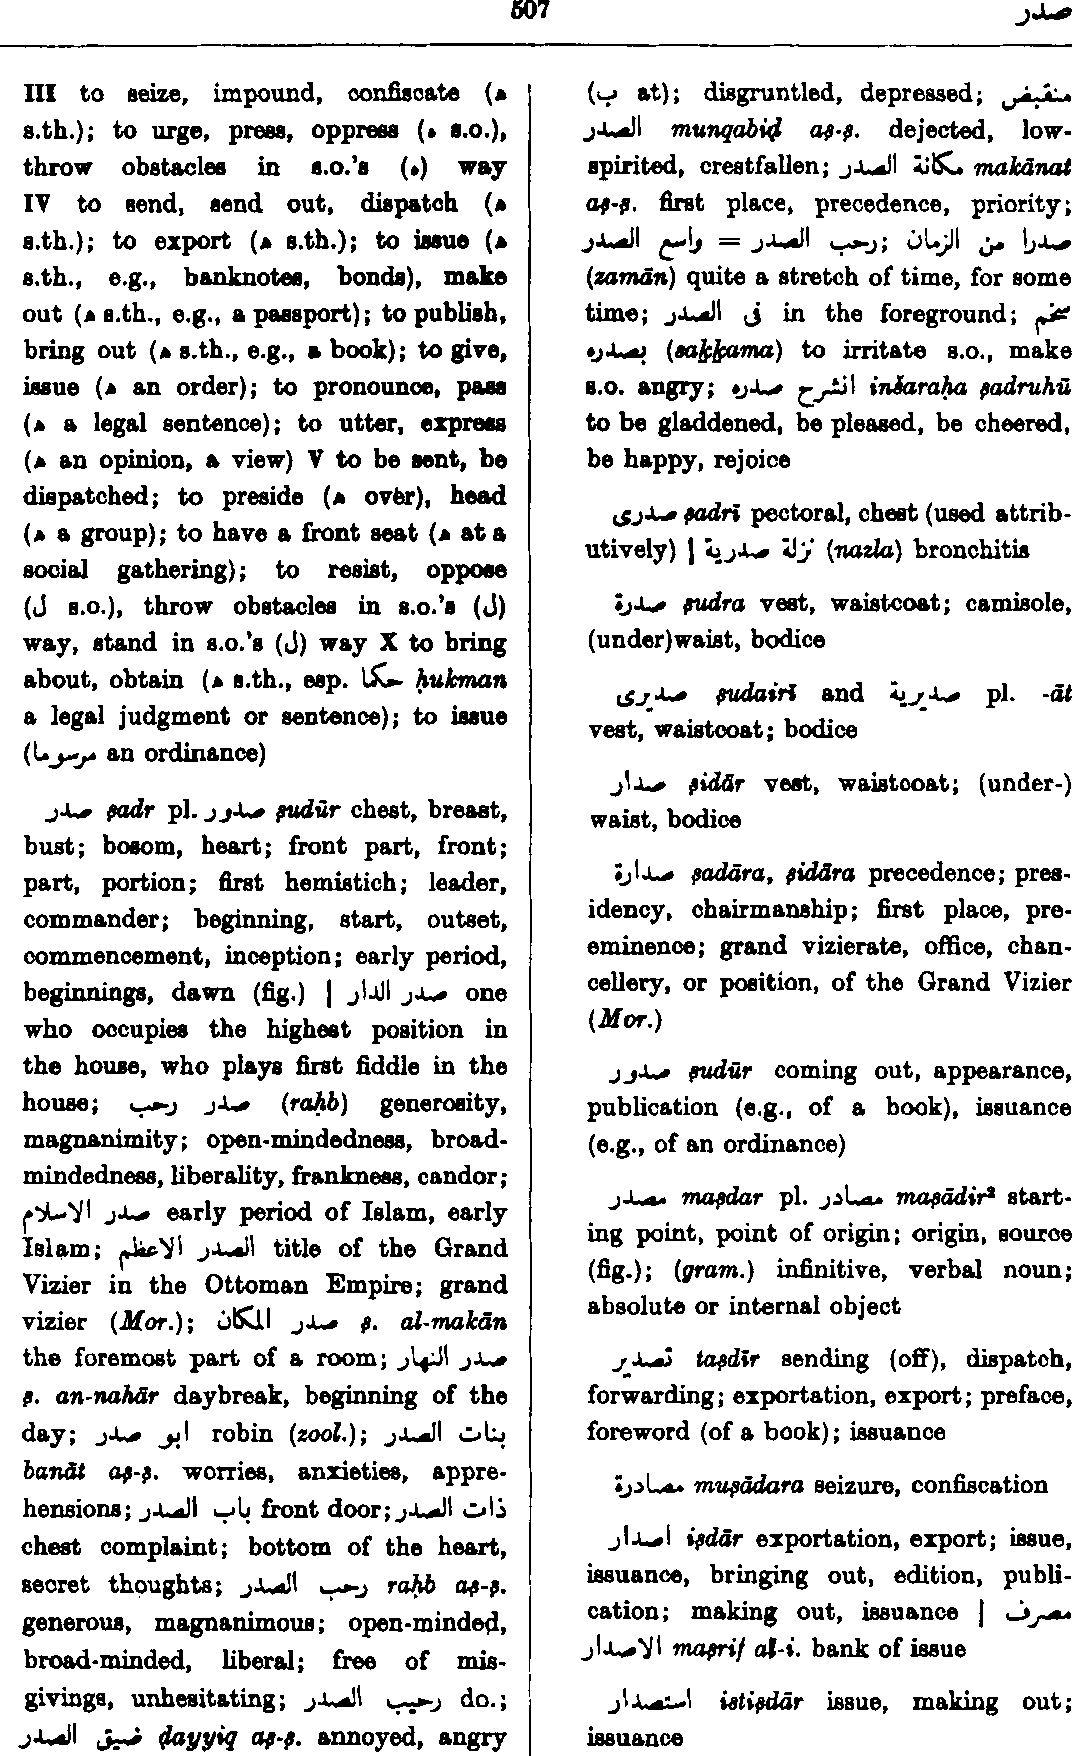 507
صدر
III to seize, impound, confiscate (ه
s.th.); to urge, press, oppress (ه s.o.),
throw obstacles in s.o.'s (ه) way
IV to send, send out, dispatch (ه
s.th.); to export (ه s.th.); to issue (ه
s.th., e.g., banknotes, bonds), make
out (ه s.th., e.g., a passport); to publish,
bring out (ه s.th., e.g., a book); to give,
issue (ه an order); to pronounce, pass
(ه a legal sentence); to utter, express
(ه an opinion, a view) V to be sent, be
dispatched; to preside (ه over), head
(ه a group); to have a front seat (ه at a
social gathering); to resist, oppose
(ل s.o.), throw obstacles in s.o.'s (ل)
way, stand in s.o.'s (ل) way X to bring
about, obtain (ه s.th., esp. حكما ḥukman
a legal judgment or sentence); to issue
(مرسوما an ordinance)
صدر ṣadr pl. صدور ṣudūr chest, breast,
bust; bosom, heart; front part, front;
part, portion; first hemistich; leader,
commander; beginning, start, outset,
commencement, inception; early period,
beginnings, dawn (fig.) | صدر الدار one
who occupies the highest position in
the house, who plays first fiddle in the
house; صدر رحب (raḥb) generosity,
magnanimity; open-mindedness, broad-
mindedness, liberality, frankness, candor;
صدر الاسلام early period of Islam, early
Islam; الصدر الاعظم title of the Grand
Vizier in the Ottoman Empire; grand
vizier (Mor.); صدر المكان ṣ. al-makān
the foremost part of a room; صدر النهار
ṣ. an-nahār daybreak, beginning of the
day; ابو صدر robin (zool.); بنات الصدر
banāt aṣ-ṣ. worries, anxieties, appre-
hensions; باب الصدر front door; ذات الصدر
chest complaint; bottom of the heart,
secret thoughts; رحب الصدر raḥb aṣ-ṣ.
generous, magnanimous; open-minded,
broad-minded, liberal; free of mis-
givings, unhesitating; رحيب الصدر do.;
ضيق الصدر ḍayyiq aṣ-ṣ. annoyed, angry
(ب at); disgruntled, depressed; منقبض
الصدر munqabiḍ aṣ-ṣ. dejected, low-
spirited, crestfallen; مكانة الصدر makānat
aṣ-ṣ. first place, precedence, priority;
واسع الصدر = رحب الصدر; صدرا من الزمان
(zamān) quite a stretch of time, for some
time; فى الصدر in the foreground; سخم
بصدره (saḵḵama) to irritate s.o., make
s.o. angry; انشرح صدره inšaraḥa ṣadruhū
to be gladdened, be pleased, be cheered,
be happy, rejoice
صدرى ṣadrī pectoral, chest (used attrib-
utively) | نزلة صدرية (nazla) bronchitis
صدرة ṣudra vest, waistcoat; camisole,
(under)waist, bodice
صديرى ṣudairī and صديرية pl. -āt
vest, waistcoat; bodice
صدار ṣidār vest, waistcoat; (under-)
waist, bodice
صدارة ṣadāra, ṣidāra precedence; pres-
idency, chairmanship; first place, pre-
eminence; grand vizierate, office, chan-
cellery, or position, of the Grand Vizier
(Mor.)
صدور ṣudūr coming out, appearance,
publication (e.g., of a book), issuance
(e.g., of an ordinance)
مصدر maṣdar pl. مصادر maṣādir² start-
ing point, point of origin; origin, source
(fig.); (gram.) infinitive, verbal noun;
absolute or internal object
تصدير taṣdīr sending (off), dispatch,
forwarding; exportation, export; preface,
foreword (of a book); issuance
مصادرة muṣādara seizure, confiscation
اصدار iṣdār exportation, export; issue,
issuance, bringing out, edition, publi-
cation; making out, issuance | مصرف
الاصدار maṣrif al-i. bank of issue
استصدار istiṣdār issue, making out;
issuance